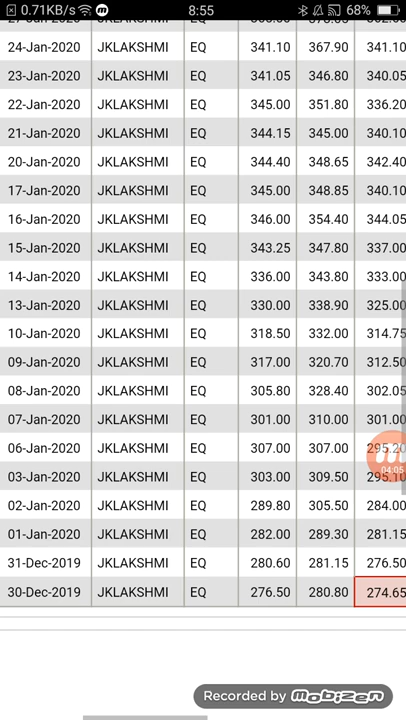 0.71KB/s 8:55 68%
24-Jan-2020 JKLAKSHMI EQ 341.10 367.90 341.10
23-Jan-2020 JKLAKSHMI EQ 341.05 346.80 340.05
22-Jan-2020 JKLAKSHMI EQ 345.00 351.80 336.20
21-Jan-2020 JKLAKSHMI EQ 344.15 345.00 340.10
20-Jan-2020 JKLAKSHMI EQ 344.40 348.65 342.40
17-Jan-2020 JKLAKSHMI EQ 345.00 348.85 340.10
16-Jan-2020 JKLAKSHMI EQ 346.00 354.40 344.05
15-Jan-2020 JKLAKSHMI EQ 343.25 347.80 337.00
14-Jan-2020 JKLAKSHMI EQ 336.00 343.80 333.00
13-Jan-2020 JKLAKSHMI EQ 330.00 338.90 325.00
10-Jan-2020 JKLAKSHMI EQ 318.50 332.00 314.75
09-Jan-2020 JKLAKSHMI EQ 317.00 320.70 312.50
08-Jan-2020 JKLAKSHMI EQ 305.80 328.40 302.05
07-Jan-2020 JKLAKSHMI EQ 301.00 310.00 301.00
06-Jan-2020 JKLAKSHMI EQ 307.00 307.00 295.20
03-Jan-2020 JKLAKSHMI EQ 303.00 309.50 295.10
04:05
02-Jan-2020 JKLAKSHMI EQ 289.80 305.50 284.00
01-Jan-2020 JKLAKSHMI EQ 282.00 289.30 281.15
31-Dec-2019 JKLAKSHMI EQ 280.60 281.15 276.50
30-Dec-2019 JKLAKSHMI EQ 276.50 280.80 274.65
Recorded by mobizen